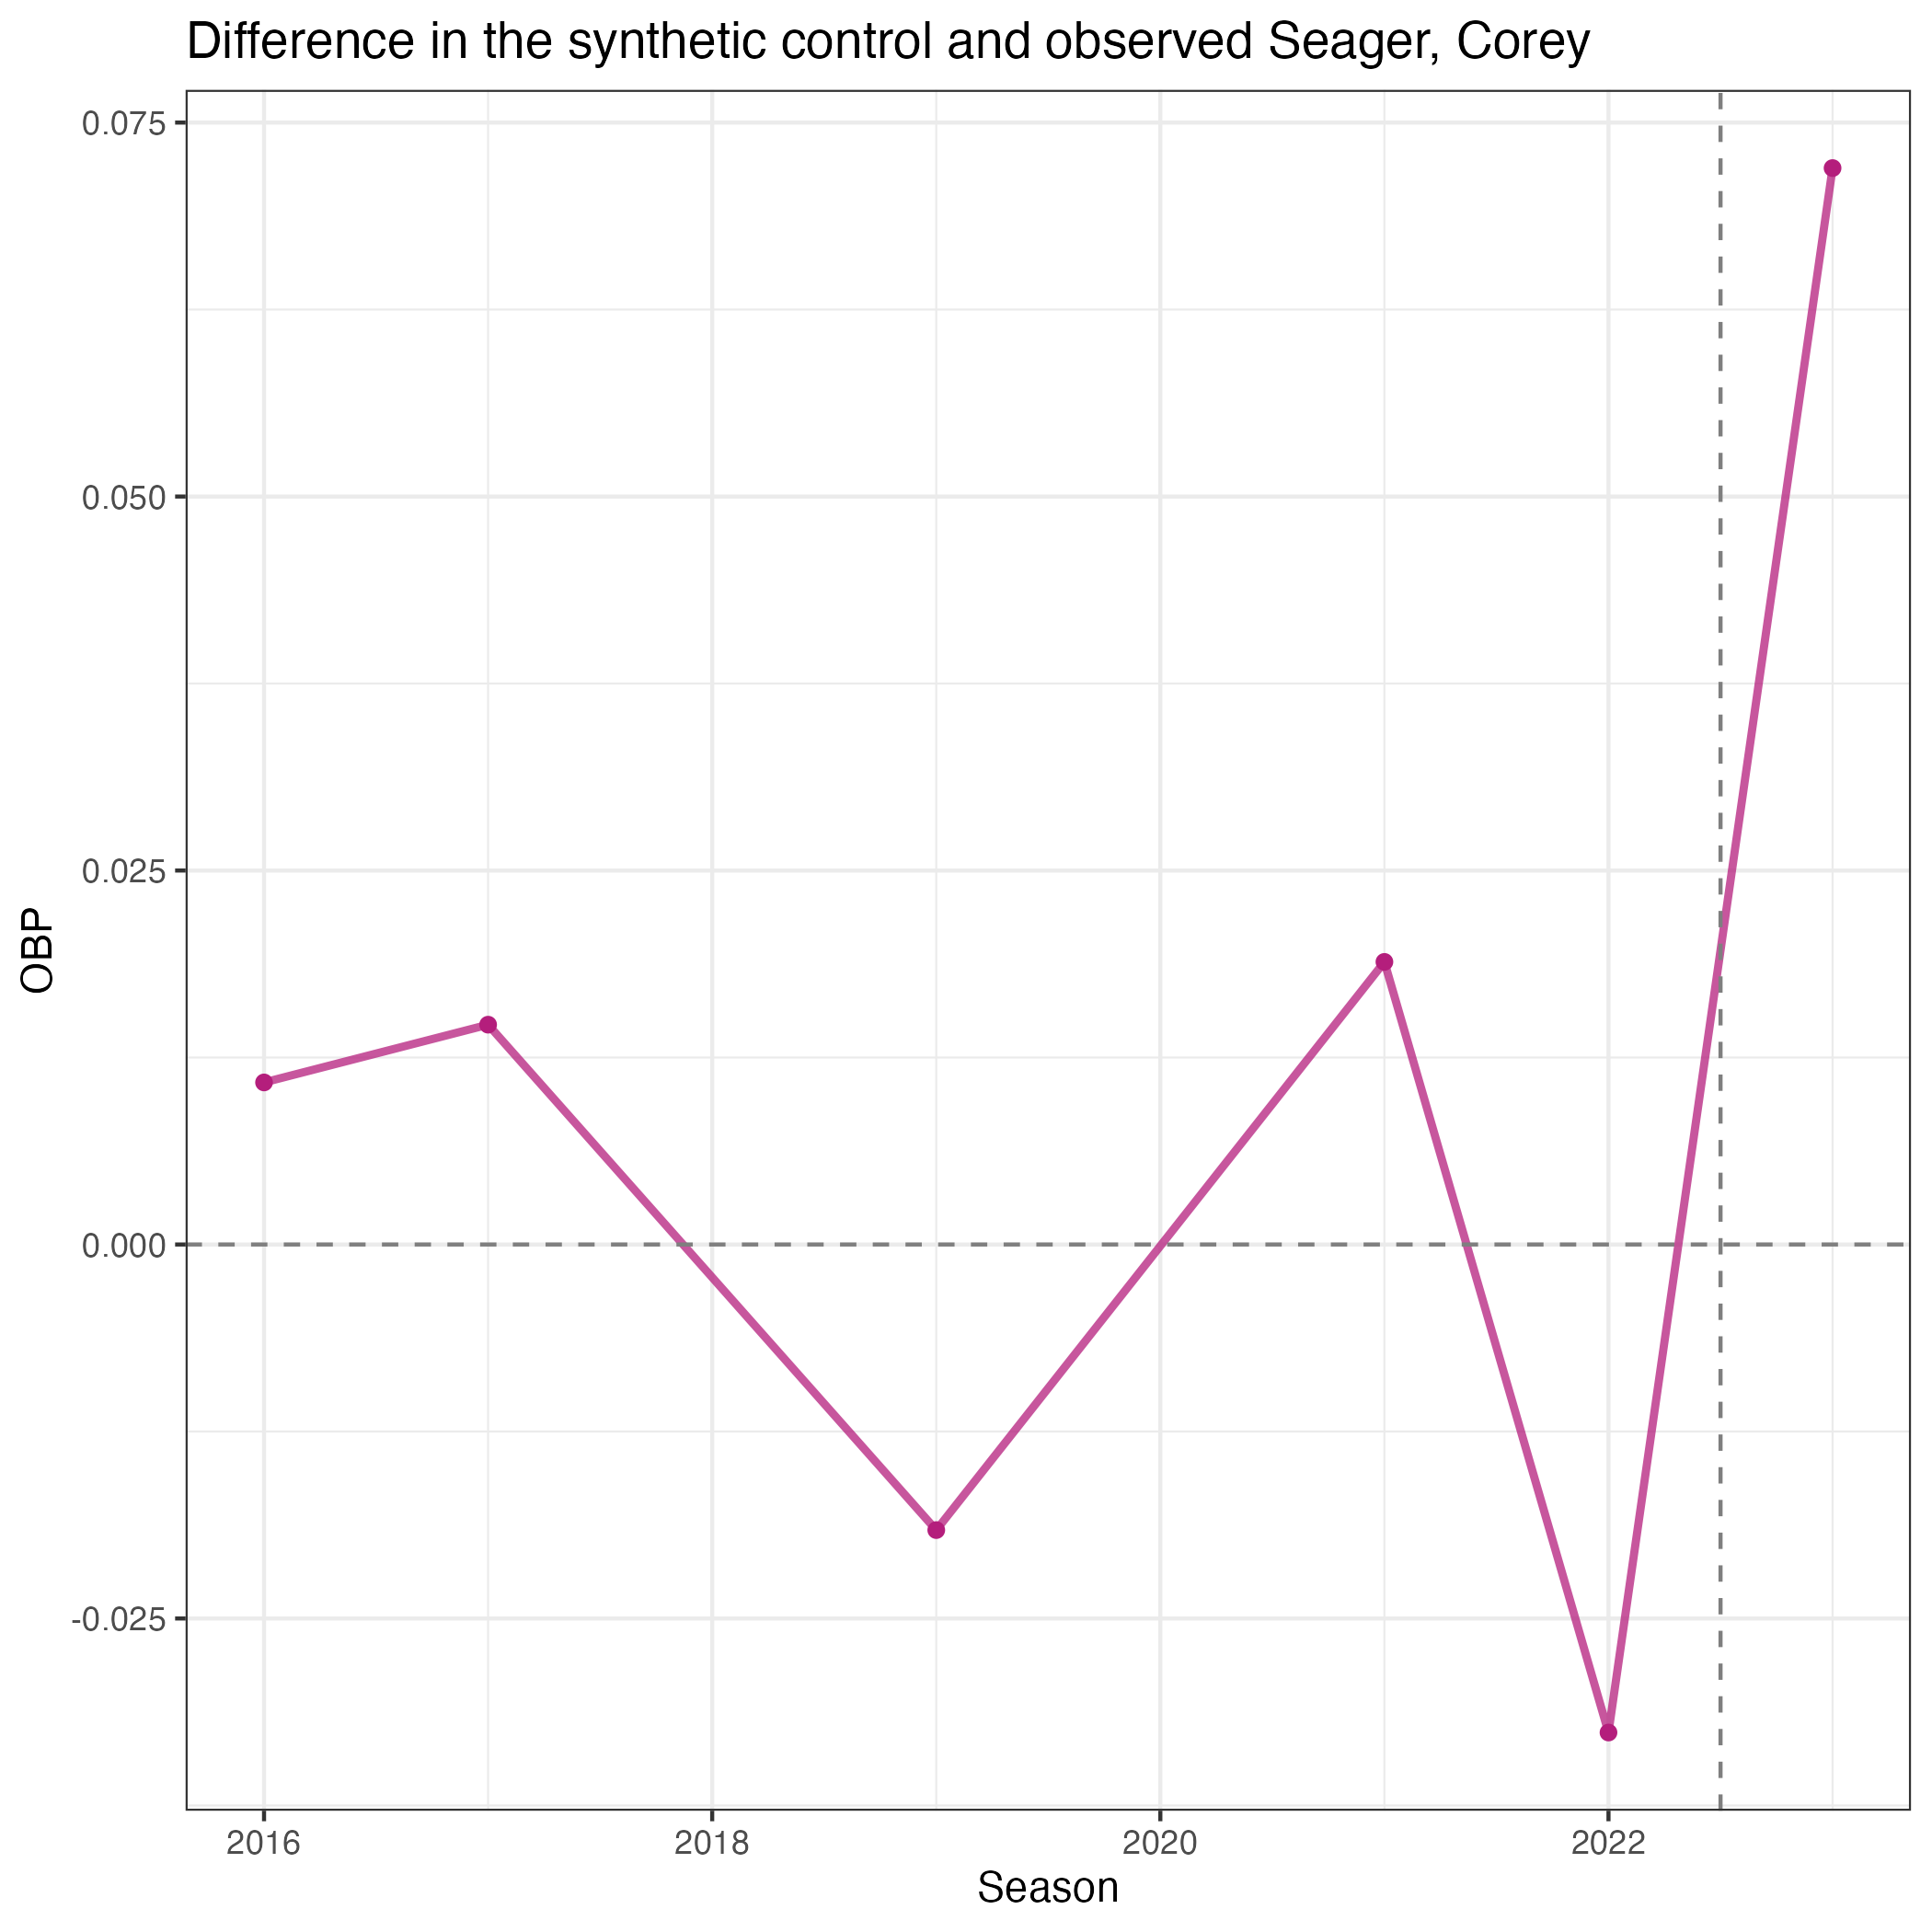 Difference in the synthetic control and observed Seager, Corey
0.075
0.050
0.025
0.000
-0.025
OBP
2016 2018 2020 2022
Season